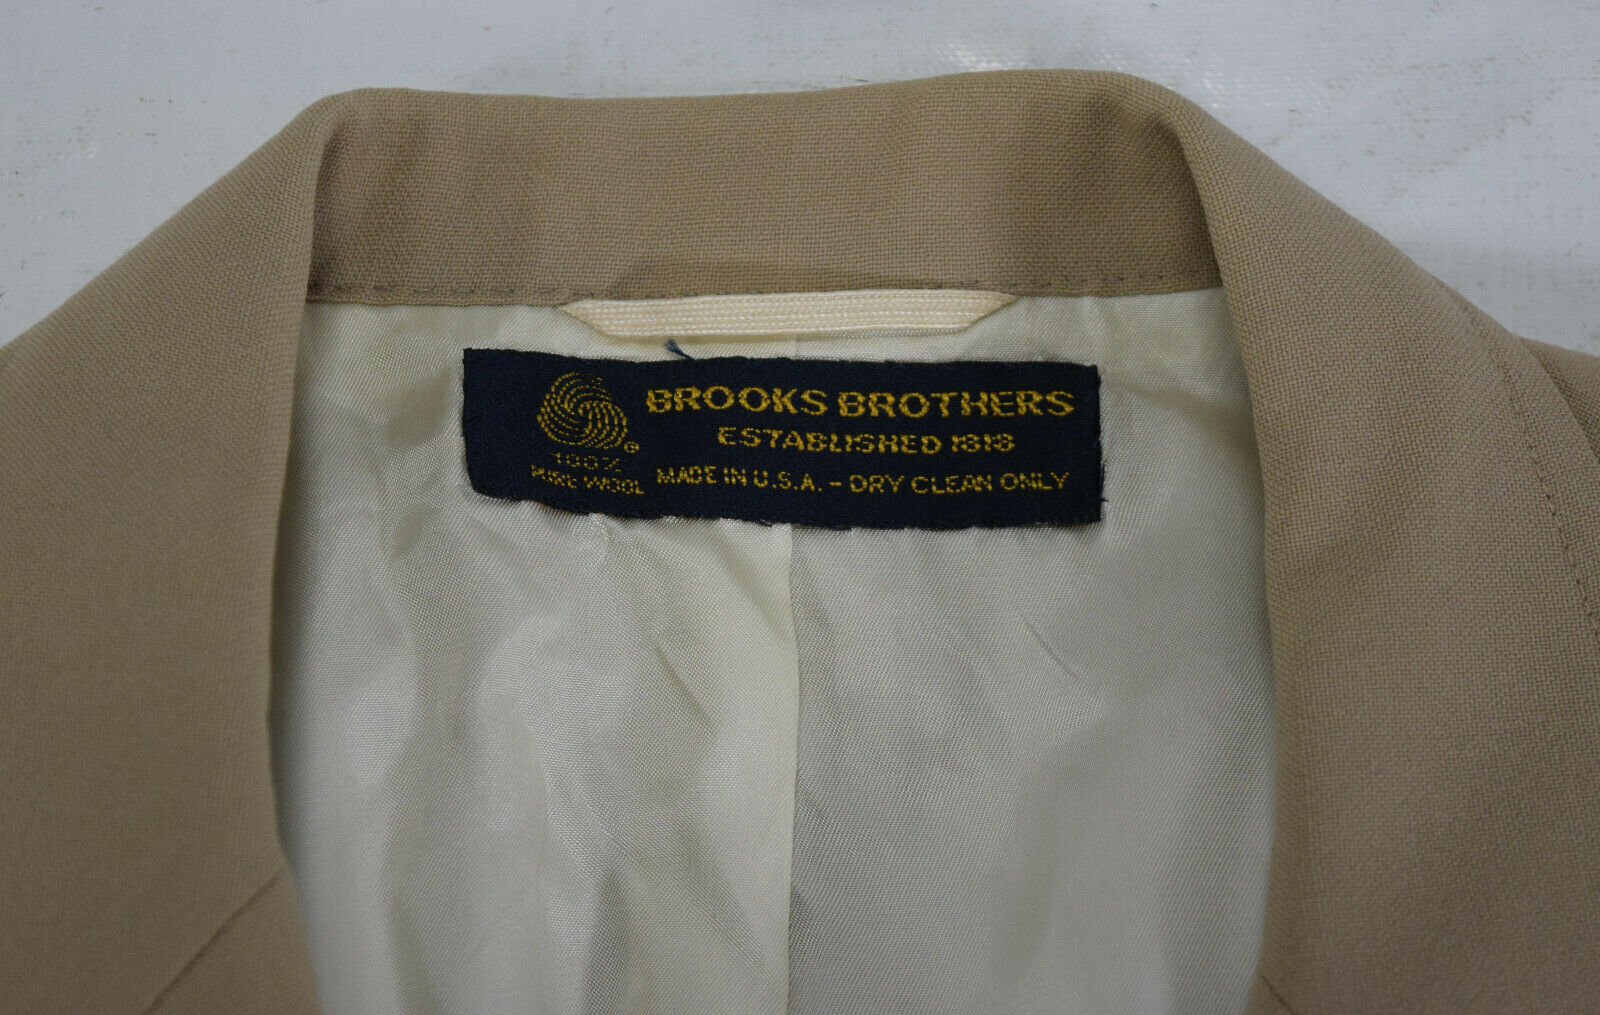 BROOKS BROTHERS
ESTABLISHED 1818
100%
PURE WOOL
MADE IN U.S.A. - DRY CLEAN ONLY